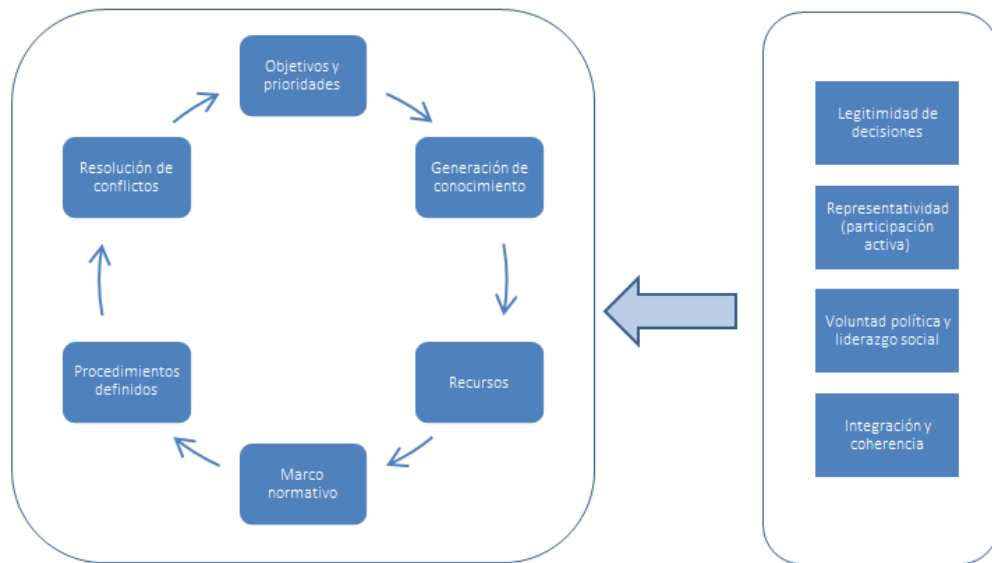 Objetivos y
prioridades
Generación de
conocimiento
Recursos
Marco
normativo
Procedimientos
definidos
Resolución de
conflictos
Legitimidad de
decisiones
Representatividad
(participación
activa)
Voluntad política y
liderazgo social
Integración y
coherencia